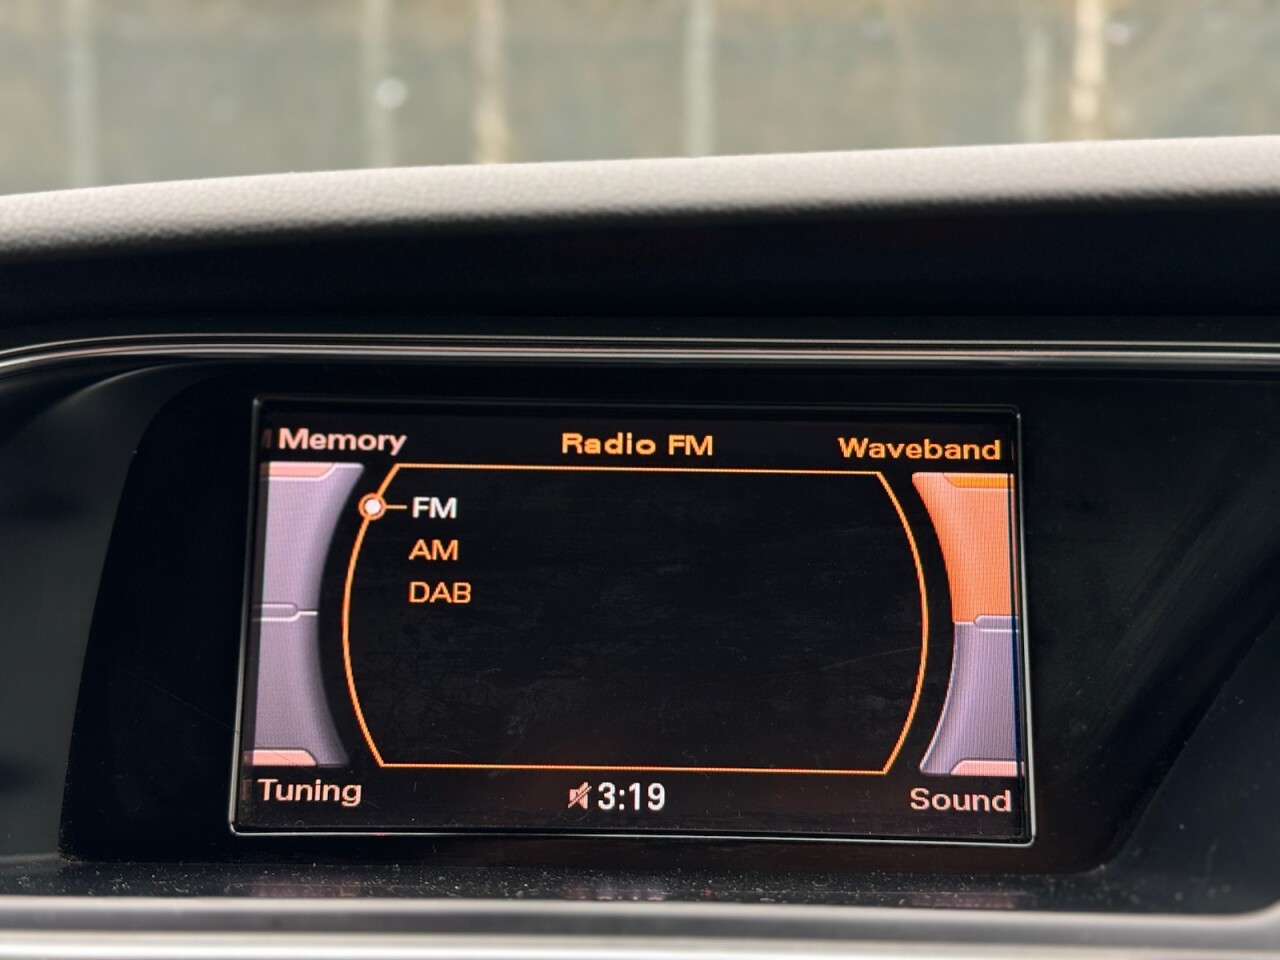 Memory Radio FM Waveband
FM
AM
DAB
Tuning 3:19 Sound